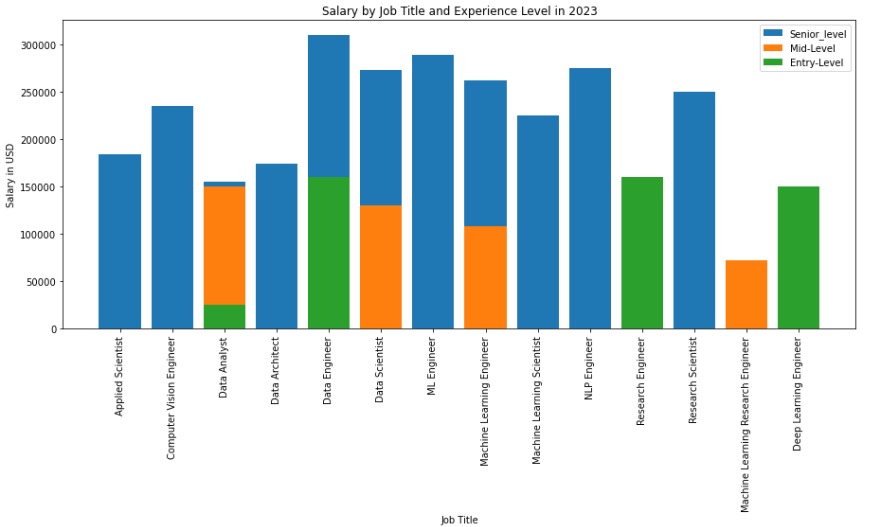 Salary by Job Title and Experience Level in 2023
Senior_level
Mid-Level
Entry-Level
Salary in USD
300000
250000
200000
150000
100000
50000
0
Applied Scientist
Computer Vision Engineer
Data Analyst
Data Architect
Data Engineer
Data Scientist
ML Engineer
Machine Learning Engineer
Machine Learning Scientist
NLP Engineer
Research Engineer
Research Scientist
Machine Learning Research Engineer
Deep Learning Engineer
Job Title